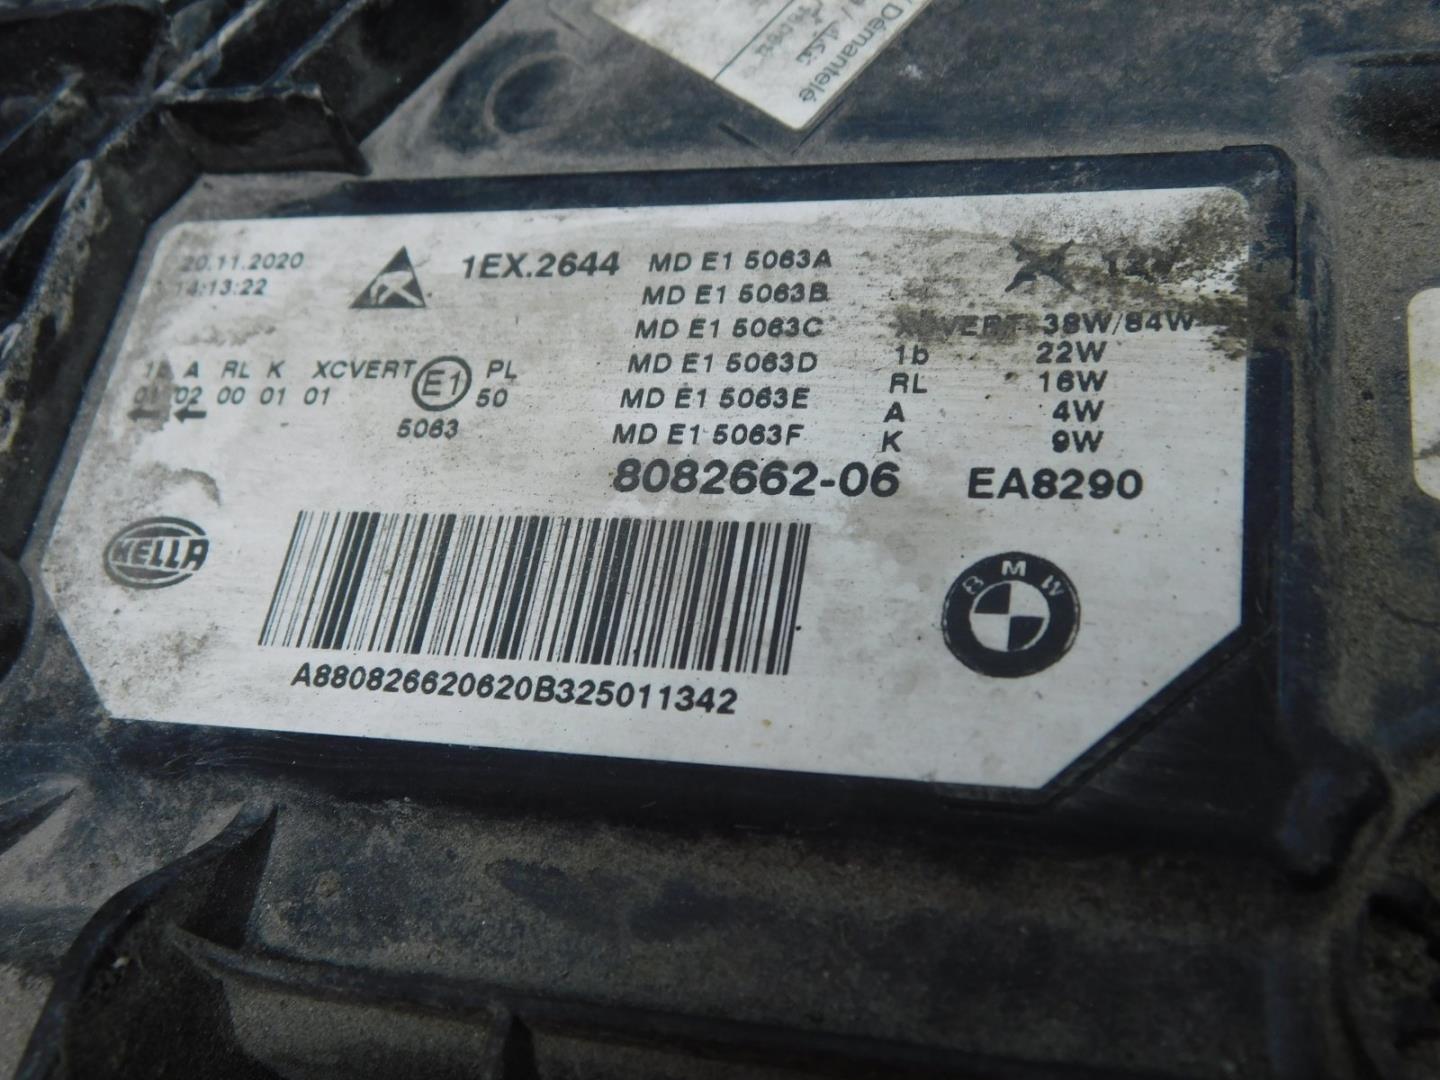 Démantelé
20.11.2020
14:13:22
1EX.2644
MD E1 5063A
MD E1 5063B
MD E1 5063C
MD E1 5063D
MD E1 5063E
MD E1 5063F
XCVERT 38W/84W
1b 22W
RL 16W
A 4W
K 9W
A RL K XCVERT E1 PL
02 00 01 01 50
5063
8082662-06 EA8290
HELLA
BMW
A880826620620B325011342